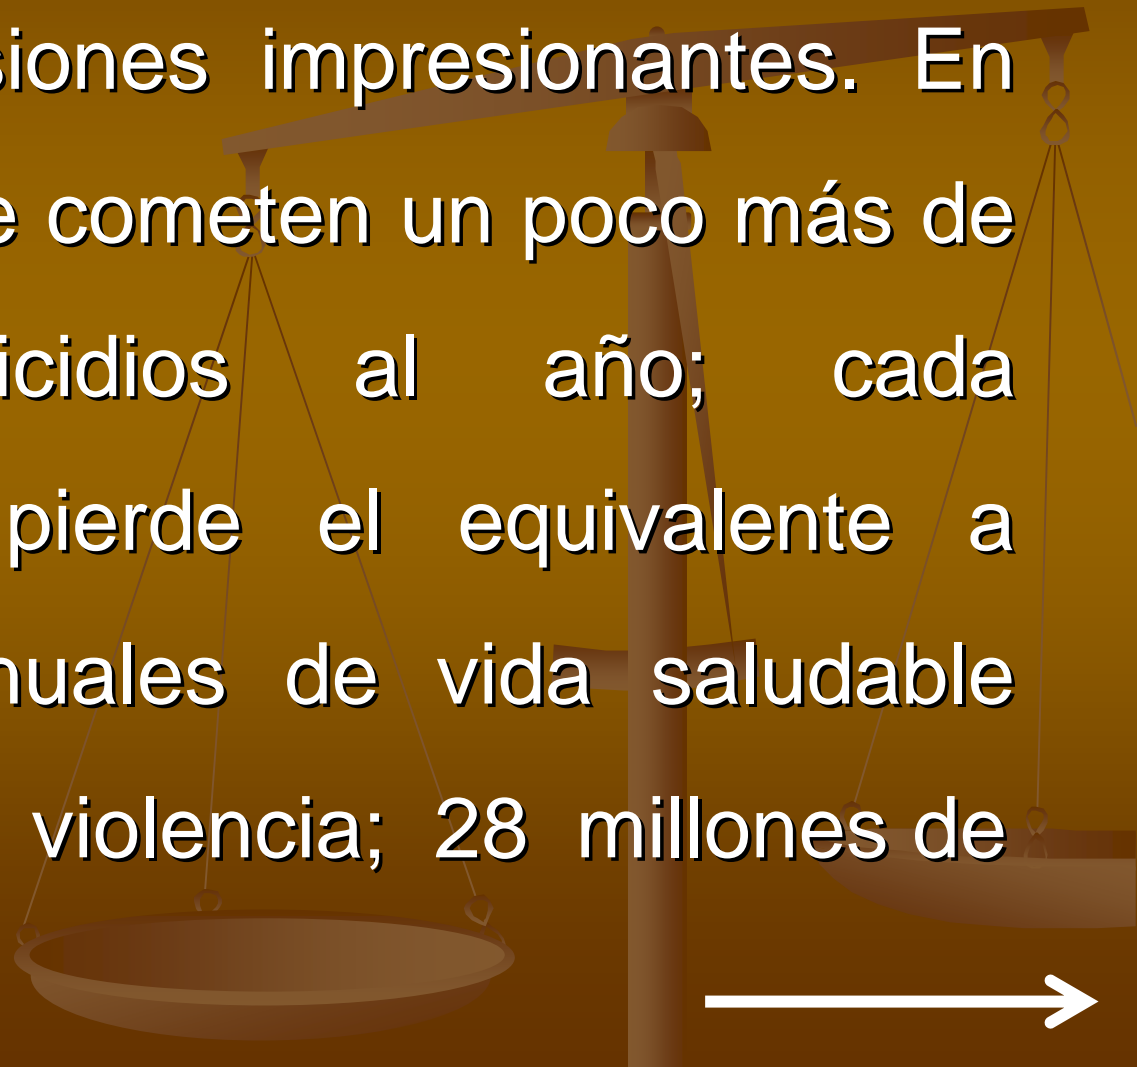 siones impresionantes. En
e cometen un poco más de
icidios al año; cada
pierde el equivalente a
nuales de vida saludable
violencia; 28 millones de